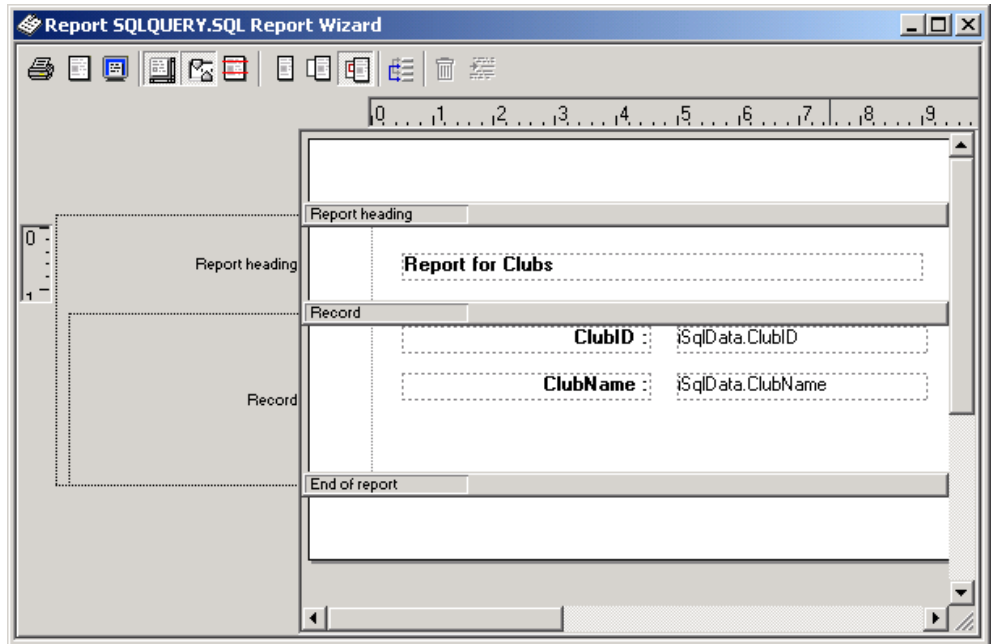 Report SQLQUERY.SQL Report Wizard
0 1 2 3 4 5 6 7 8 9
Report heading
0
Report heading
Report for Clubs
1
Record
ClubID : iSqlData.ClubID
ClubName : iSqlData.ClubName
Record
End of report